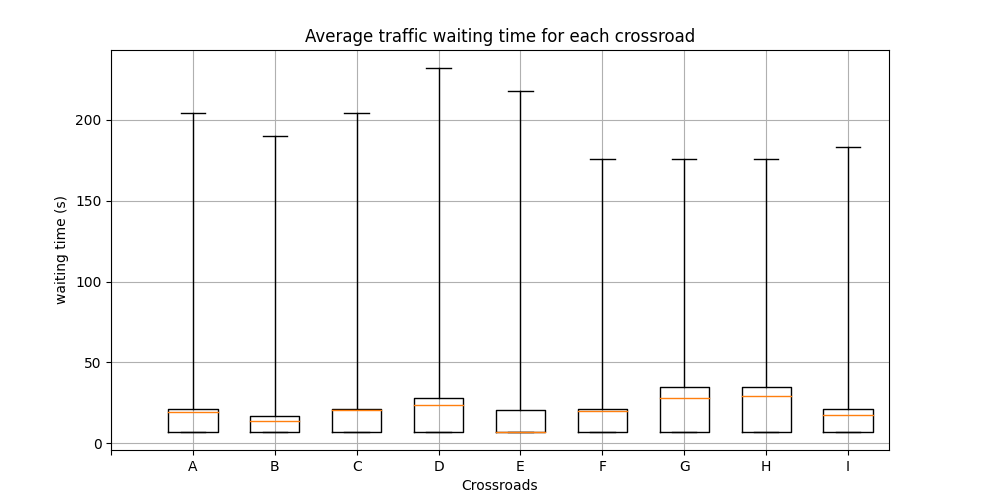 Average traffic waiting time for each crossroad
waiting time (s)
200
150
100
50
0
A B C D E F G H I
Crossroads